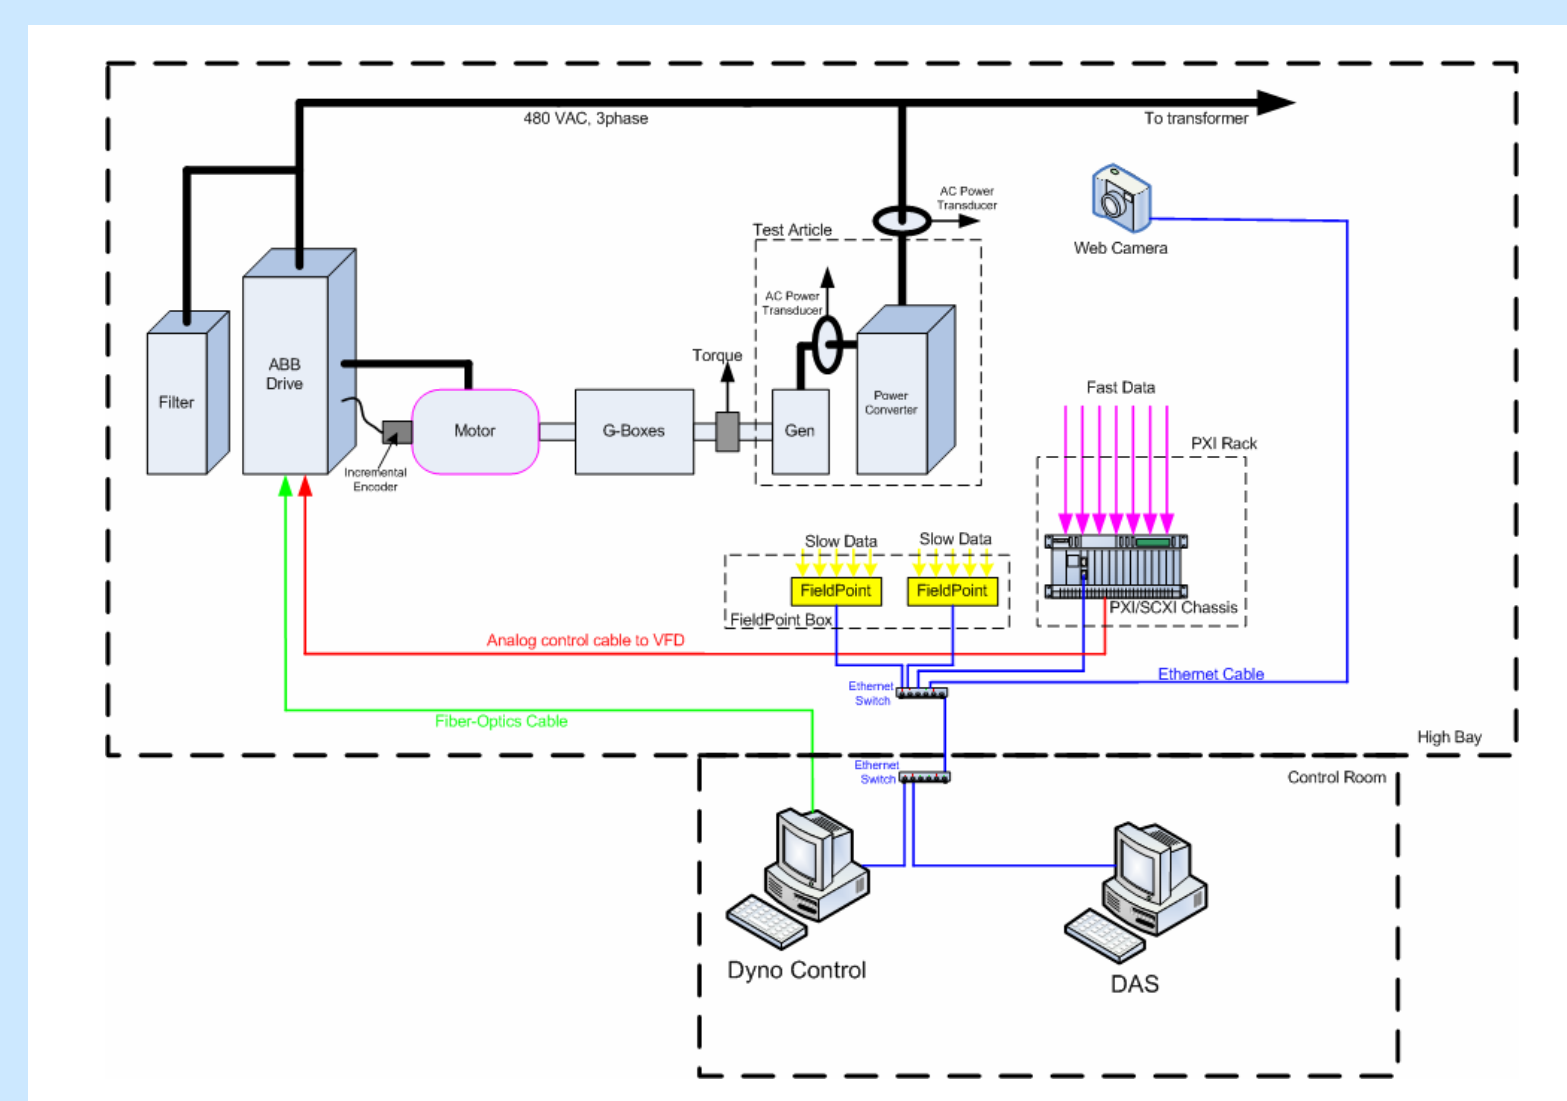 480 VAC, 3phase
To transformer
AC Power
Transducer
Test Article
Web Camera
AC Power
Transducer
Torque
ABB
Drive
Filter
Motor
G-Boxes
Gen
Power
Converter
Incremental
Encoder
Fast Data
PXI Rack
Slow Data
Slow Data
FieldPoint
FieldPoint
PXI/SCXI Chassis
FieldPoint Box
Analog control cable to VFD
Ethernet Cable
Ethernet
Switch
Fiber-Optics Cable
High Bay
Ethernet
Switch
Control Room
Dyno Control
DAS